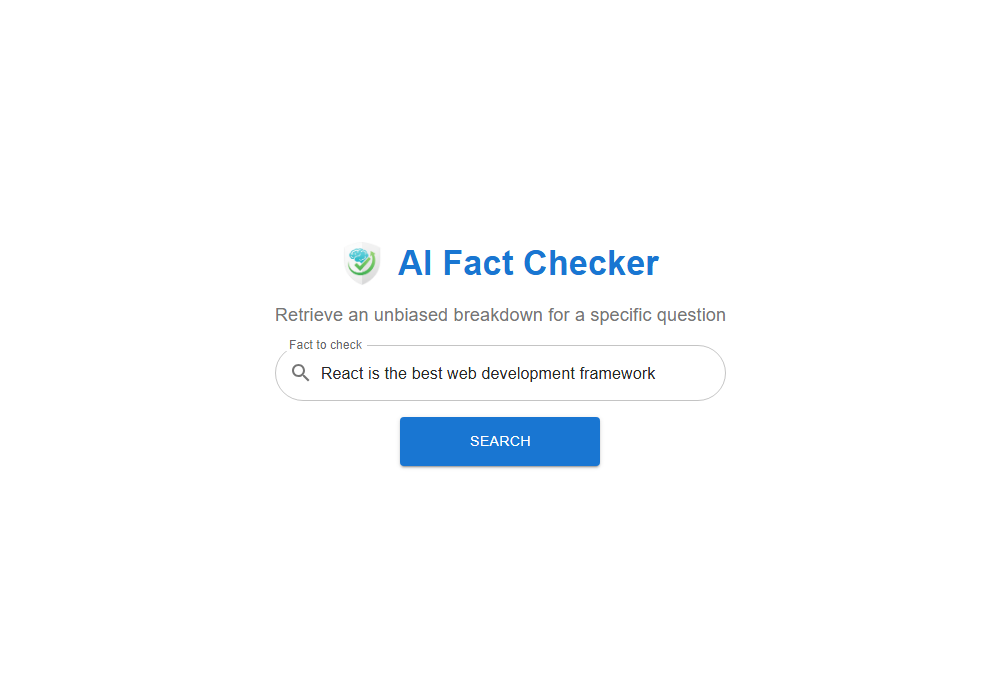 AI Fact Checker
Retrieve an unbiased breakdown for a specific question
Fact to check
React is the best web development framework
SEARCH